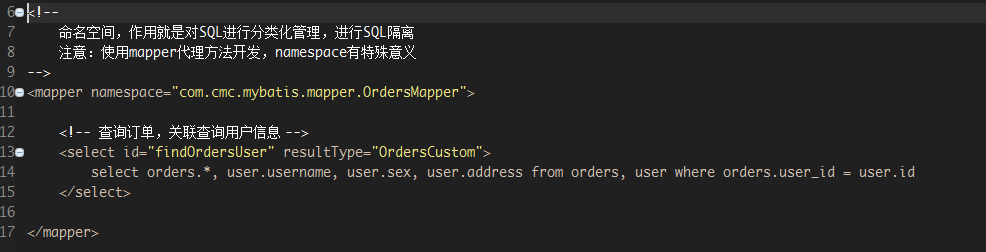 6 <!--
7 命名空间，作用就是对SQL进行分类化管理，进行SQL隔离
8 注意：使用mapper代理方法开发，namespace有特殊意义
9 -->
10 <mapper namespace="com.cmc.mybatis.mapper.OrdersMapper">
11
12 <!-- 查询订单，关联查询用户信息 -->
13 <select id="findOrdersUser" resultType="OrdersCustom">
14 select orders.*, user.username, user.sex, user.address from orders, user where orders.user_id = user.id
15 </select>
16
17 </mapper>